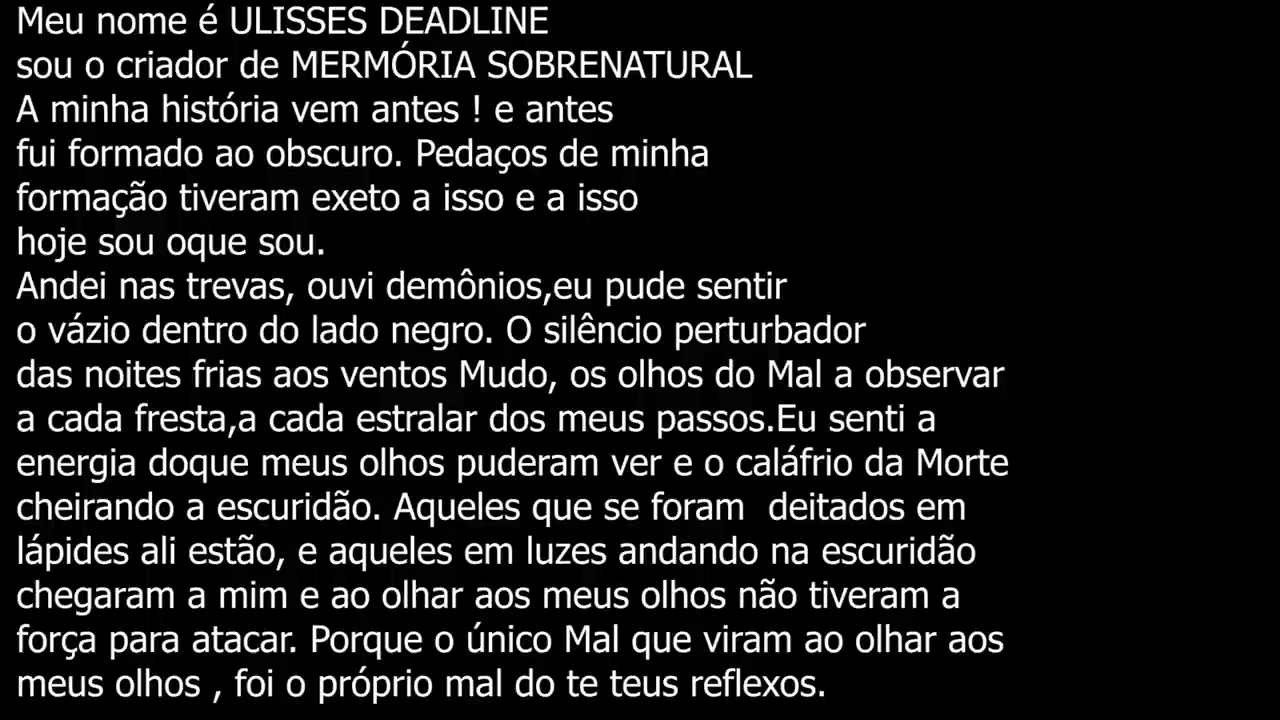 Meu nome é ULISSES DEADLINE
sou o criador de MERMÓRIA SOBRENATURAL
A minha história vem antes ! e antes
fui formado ao obscuro. Pedaços de minha
formação tiveram exeto a isso e a isso
hoje sou oque sou.
Andei nas trevas, ouvi demônios,eu pude sentir
o vázio dentro do lado negro. O silêncio perturbador
das noites frias aos ventos Mudo, os olhos do Mal a observar
a cada fresta,a cada estralar dos meus passos.Eu senti a
energia doque meus olhos puderam ver e o caláfrio da Morte
cheirando a escuridão. Aqueles que se foram  deitados em
lápides ali estão, e aqueles em luzes andando na escuridão
chegaram a mim e ao olhar aos meus olhos não tiveram a
força para atacar. Porque o único Mal que viram ao olhar aos
meus olhos , foi o próprio mal do te teus reflexos.